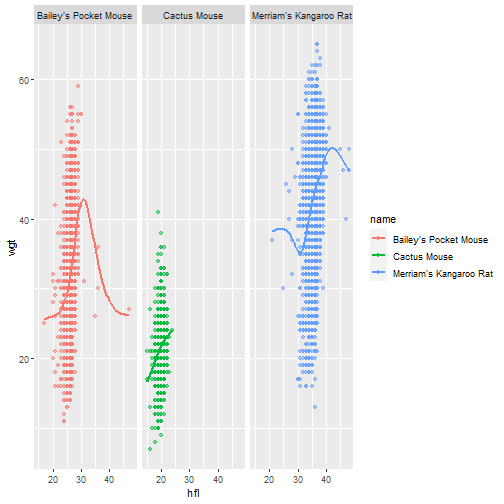 Bailey's Pocket Mouse Cactus Mouse Merriam's Kangaroo Rat
60
40
20
wgt
20 30 40 20 30 40 20 30 40
hfl
name
Bailey's Pocket Mouse
Cactus Mouse
Merriam's Kangaroo Rat